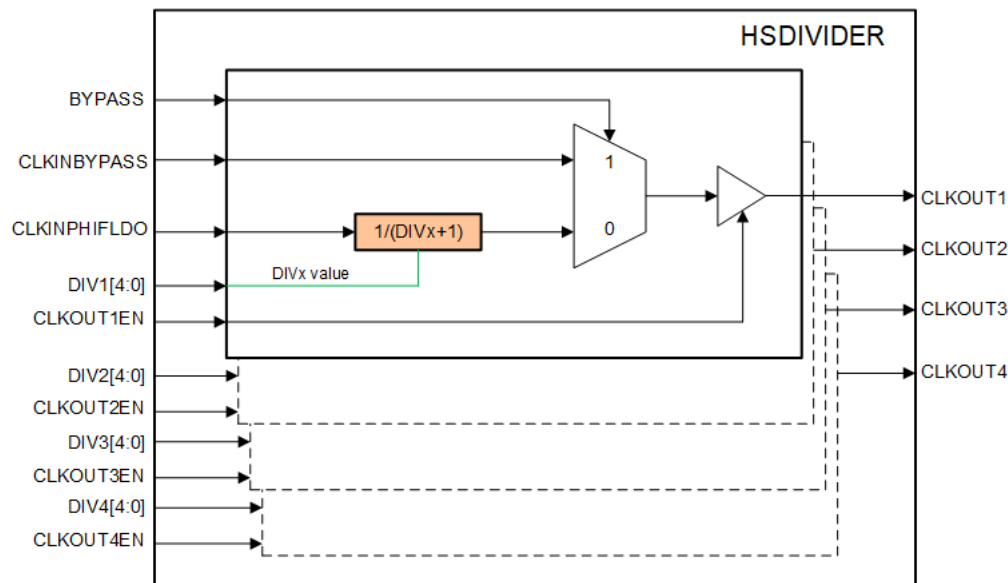 HSDIVIDER
BYPASS
CLKINBYPASS
1
CLKINPHIFLDO
1/(DIVx+1)
0
CLKOUT1
CLKOUT2
DIV1[4:0]
DIVx value
CLKOUT1EN
CLKOUT3
DIV2[4:0]
CLKOUT4
CLKOUT2EN
DIV3[4:0]
CLKOUT3EN
DIV4[4:0]
CLKOUT4EN